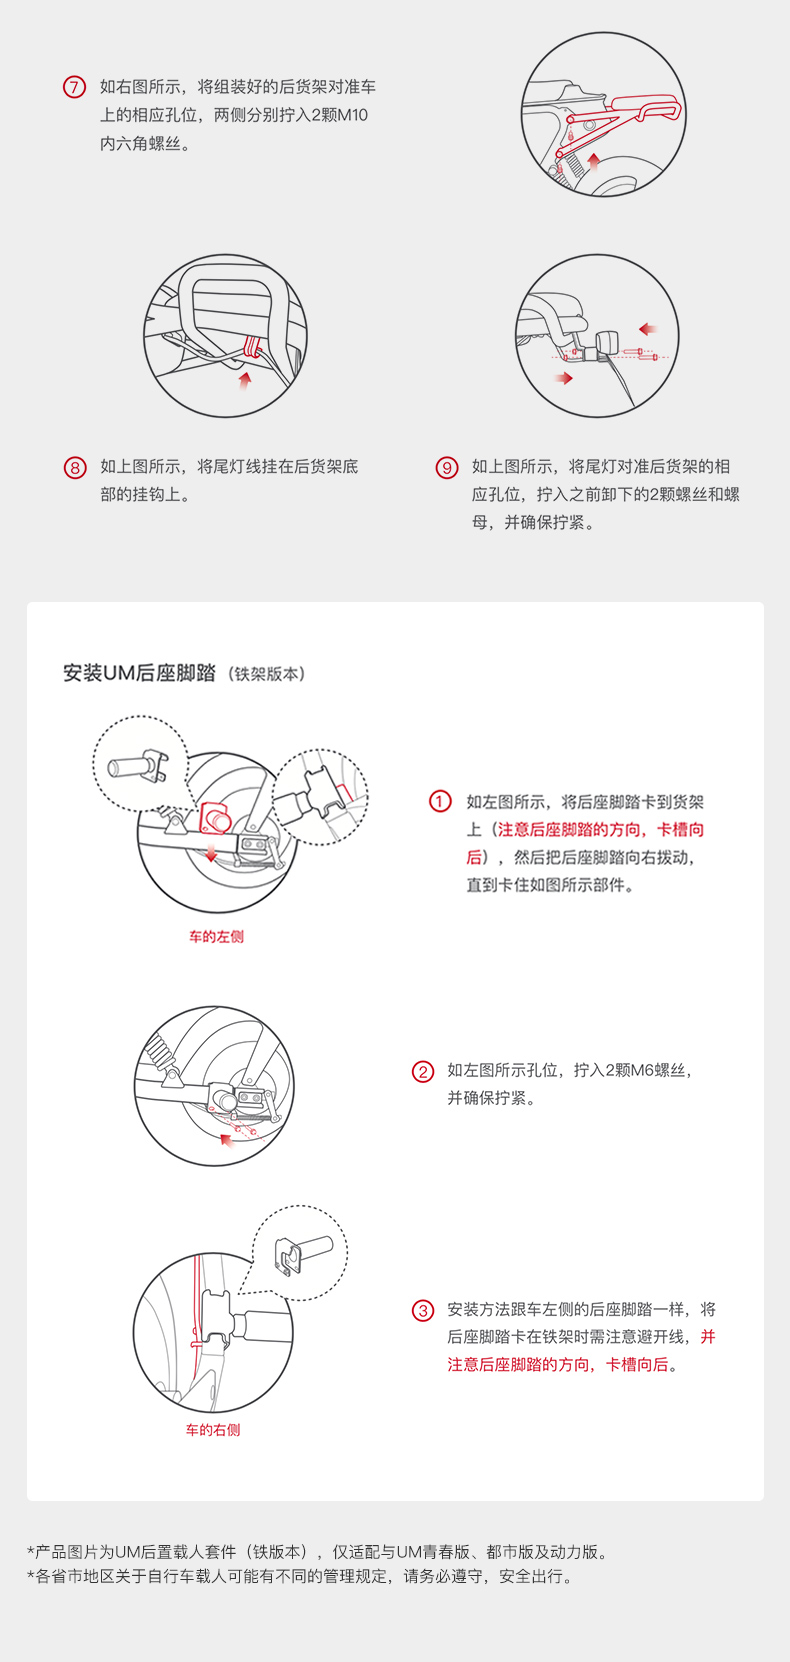 7 如右图所示，将组装好的后货架对准车
上的相应孔位，两侧分别拧入2颗M10
内六角螺丝。
8 如上图所示，将尾灯线挂在后货架底
部的挂钩上。
9 如上图所示，将尾灯对准后货架的相
应孔位，拧入之前卸下的2颗螺丝和螺
母，并确保拧紧。
安装UM后座脚踏（铁架版本）
1 如左图所示，将后座脚踏卡到货架
上（注意后座脚踏的方向，卡槽向
后），然后把后座脚踏向右拨动，
直到卡住如图所示部件。
车的左侧
2 如左图所示孔位，拧入2颗M6螺丝，
并确保拧紧。
3 安装方法跟车左侧的后座脚踏一样，将
后座脚踏卡在铁架时需注意避开线，并
注意后座脚踏的方向，卡槽向后。
车的右侧
*产品图片为UM后置载人套件（铁版本），仅适配与UM青春版、都市版及动力版。
*各省市地区关于自行车载人可能有不同的管理规定，请务必遵守，安全出行。